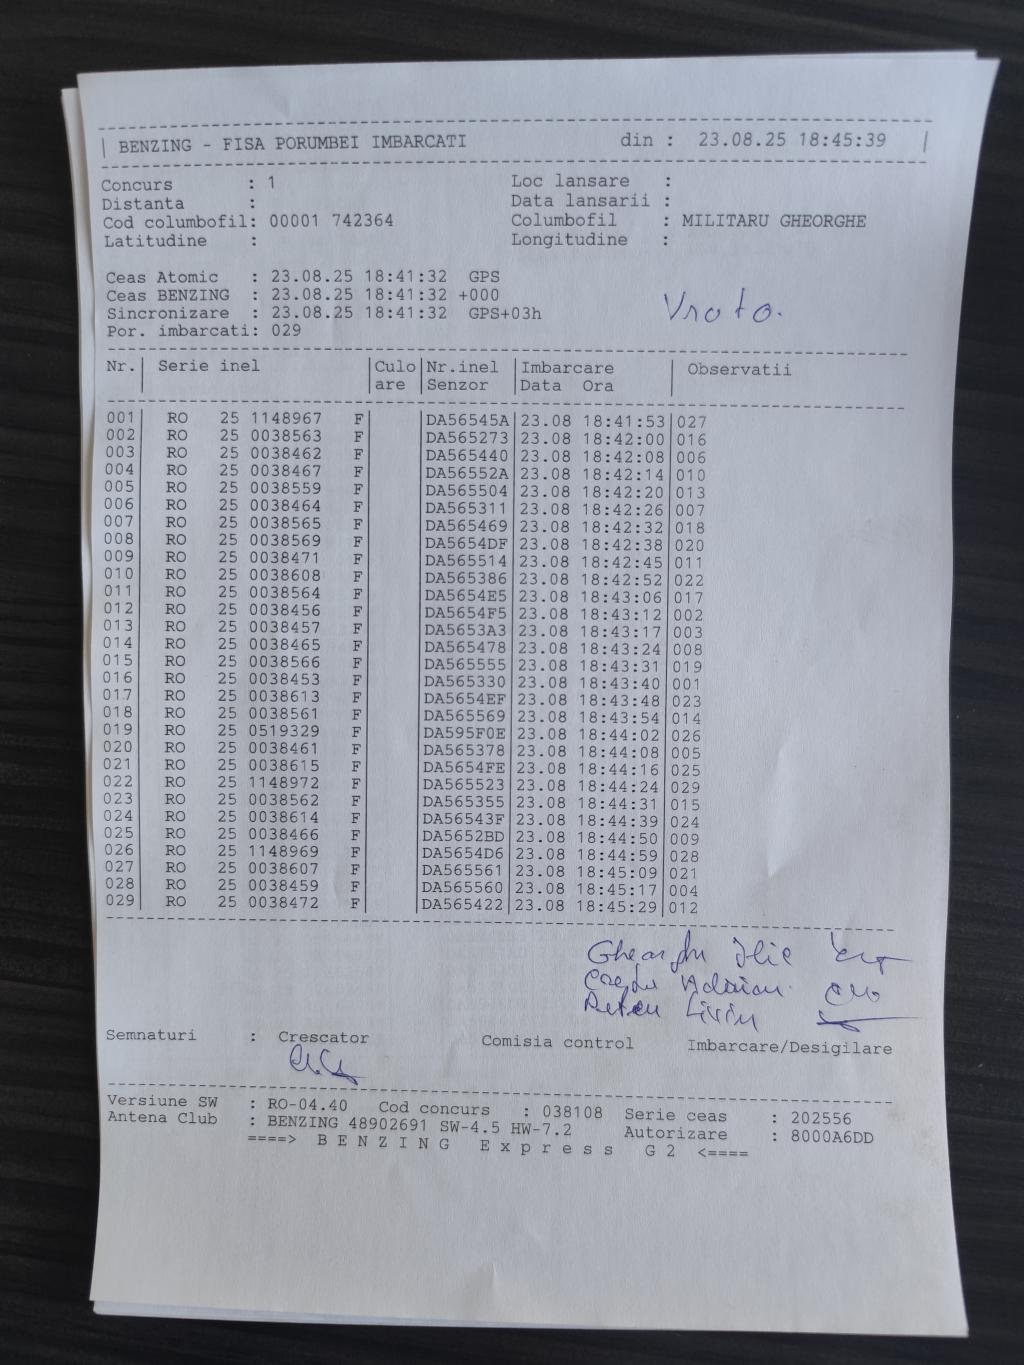 BENZING - FISA PORUMBEI IMBARCATI din : 23.08.25 18:45:39
Concurs : 1 Loc lansare :
Distanta : Data lansarii :
Cod columbofil: 00001 742364 Columbofil : MILITARU GHEORGHE
Latitudine : Longitudine :
Ceas Atomic : 23.08.25 18:41:32 GPS
Ceas BENZING : 23.08.25 18:41:32 +000
Sincronizare : 23.08.25 18:41:32 GPS+03h
Por. imbarcati: 029
Nr. Serie inel Culo Nr.inel Imbarcare Observatii
are Senzor Data Ora
001 RO 25 1148967 F DA56545A 23.08 18:41:53 027
002 RO 25 0038563 F DA565273 23.08 18:42:00 016
003 RO 25 0038462 F DA565440 23.08 18:42:08 006
004 RO 25 0038467 F DA56552A 23.08 18:42:14 010
005 RO 25 0038559 F DA565504 23.08 18:42:20 013
006 RO 25 0038464 F DA565311 23.08 18:42:26 007
007 RO 25 0038565 F DA565469 23.08 18:42:32 018
008 RO 25 0038569 F DA5654DF 23.08 18:42:38 020
009 RO 25 0038471 F DA565514 23.08 18:42:45 011
010 RO 25 0038608 F DA565386 23.08 18:42:52 022
011 RO 25 0038564 F DA5654E5 23.08 18:43:06 017
012 RO 25 0038456 F DA5654F5 23.08 18:43:12 002
013 RO 25 0038457 F DA5653A3 23.08 18:43:17 003
014 RO 25 0038465 F DA565478 23.08 18:43:24 008
015 RO 25 0038566 F DA565555 23.08 18:43:31 019
016 RO 25 0038453 F DA565330 23.08 18:43:40 001
017 RO 25 0038613 F DA5654EF 23.08 18:43:48 023
018 RO 25 0038561 F DA565569 23.08 18:43:54 014
019 RO 25 0519329 F DA595F0E 23.08 18:44:02 026
020 RO 25 0038461 F DA565378 23.08 18:44:08 005
021 RO 25 0038615 F DA5654FE 23.08 18:44:16 025
022 RO 25 1148972 F DA565523 23.08 18:44:24 029
023 RO 25 0038562 F DA565355 23.08 18:44:31 015
024 RO 25 0038614 F DA56543F 23.08 18:44:39 024
025 RO 25 0038466 F DA5652BD 23.08 18:44:50 009
026 RO 25 1148969 F DA5654D6 23.08 18:44:59 028
027 RO 25 0038607 F DA565561 23.08 18:45:09 021
028 RO 25 0038459 F DA565560 23.08 18:45:17 004
029 RO 25 0038472 F DA565422 23.08 18:45:29 012
Ilie
Adrian
Liviu
Semnaturi : Crescator Comisia control Imbarcare/Desigilare
Versiune SW : RO-04.40 Cod concurs : 038108 Serie ceas : 202556
Antena Club : BENZING 48902691 SW-4.5 HW-7.2 Autorizare : 8000A6DD
====> B E N Z I N G E x p r e s s G 2 <====